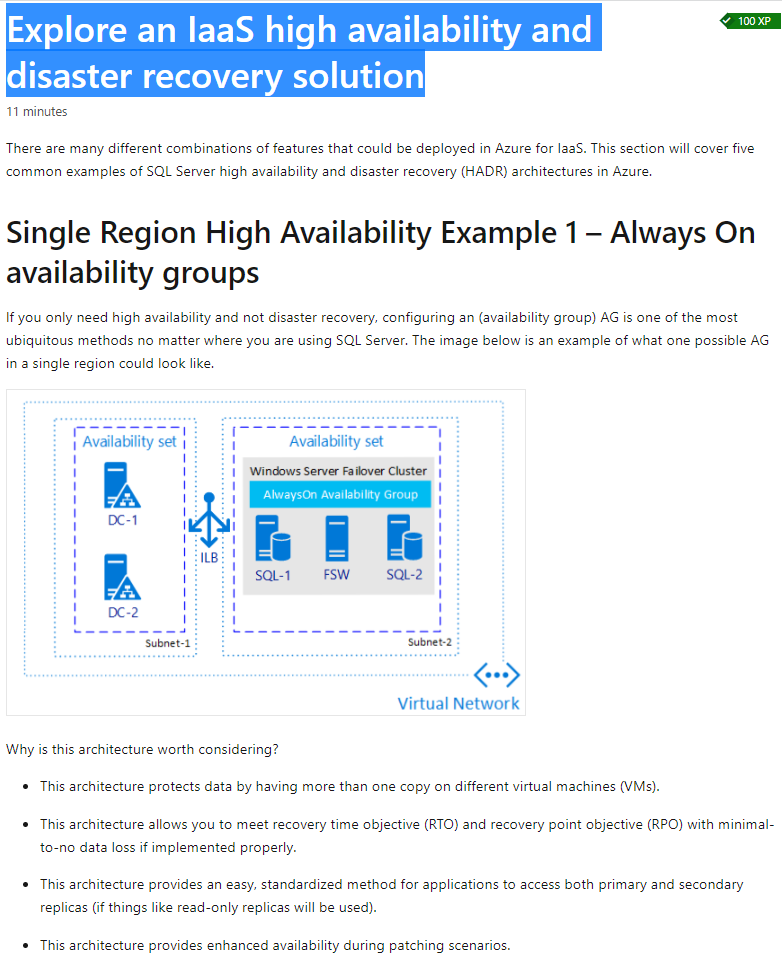 Explore an IaaS high availability and
disaster recovery solution
100 XP
11 minutes
There are many different combinations of features that could be deployed in Azure for IaaS. This section will cover five
common examples of SQL Server high availability and disaster recovery (HADR) architectures in Azure.
Single Region High Availability Example 1 – Always On
availability groups
If you only need high availability and not disaster recovery, configuring an (availability group) AG is one of the most
ubiquitous methods no matter where you are using SQL Server. The image below is an example of what one possible AG
in a single region could look like.
Availability set
DC-1
DC-2
Subnet-1
ILB
Availability set
Windows Server Failover Cluster
AlwaysOn Availability Group
SQL-1 FSW SQL-2
Subnet-2
Virtual Network
Why is this architecture worth considering?
• This architecture protects data by having more than one copy on different virtual machines (VMs).
• This architecture allows you to meet recovery time objective (RTO) and recovery point objective (RPO) with minimal-
to-no data loss if implemented properly.
• This architecture provides an easy, standardized method for applications to access both primary and secondary
replicas (if things like read-only replicas will be used).
• This architecture provides enhanced availability during patching scenarios.